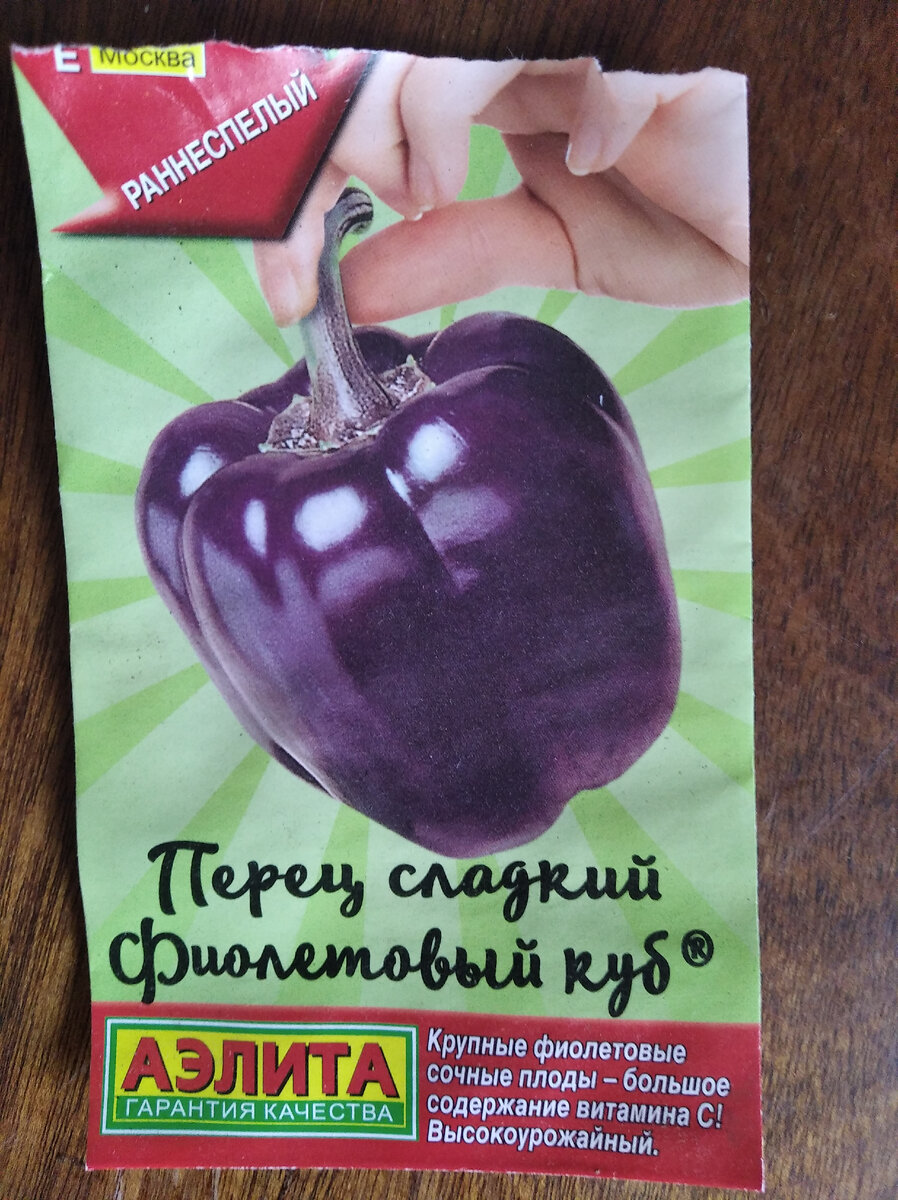 Е Москва
РАННЕСПЕЛЫЙ
Перец сладкий
Фиолетовый куб®
АЭЛИТА
ГАРАНТИЯ КАЧЕСТВА
Крупные фиолетовые
сочные плоды – большое
содержание витамина С!
Высокоурожайный.